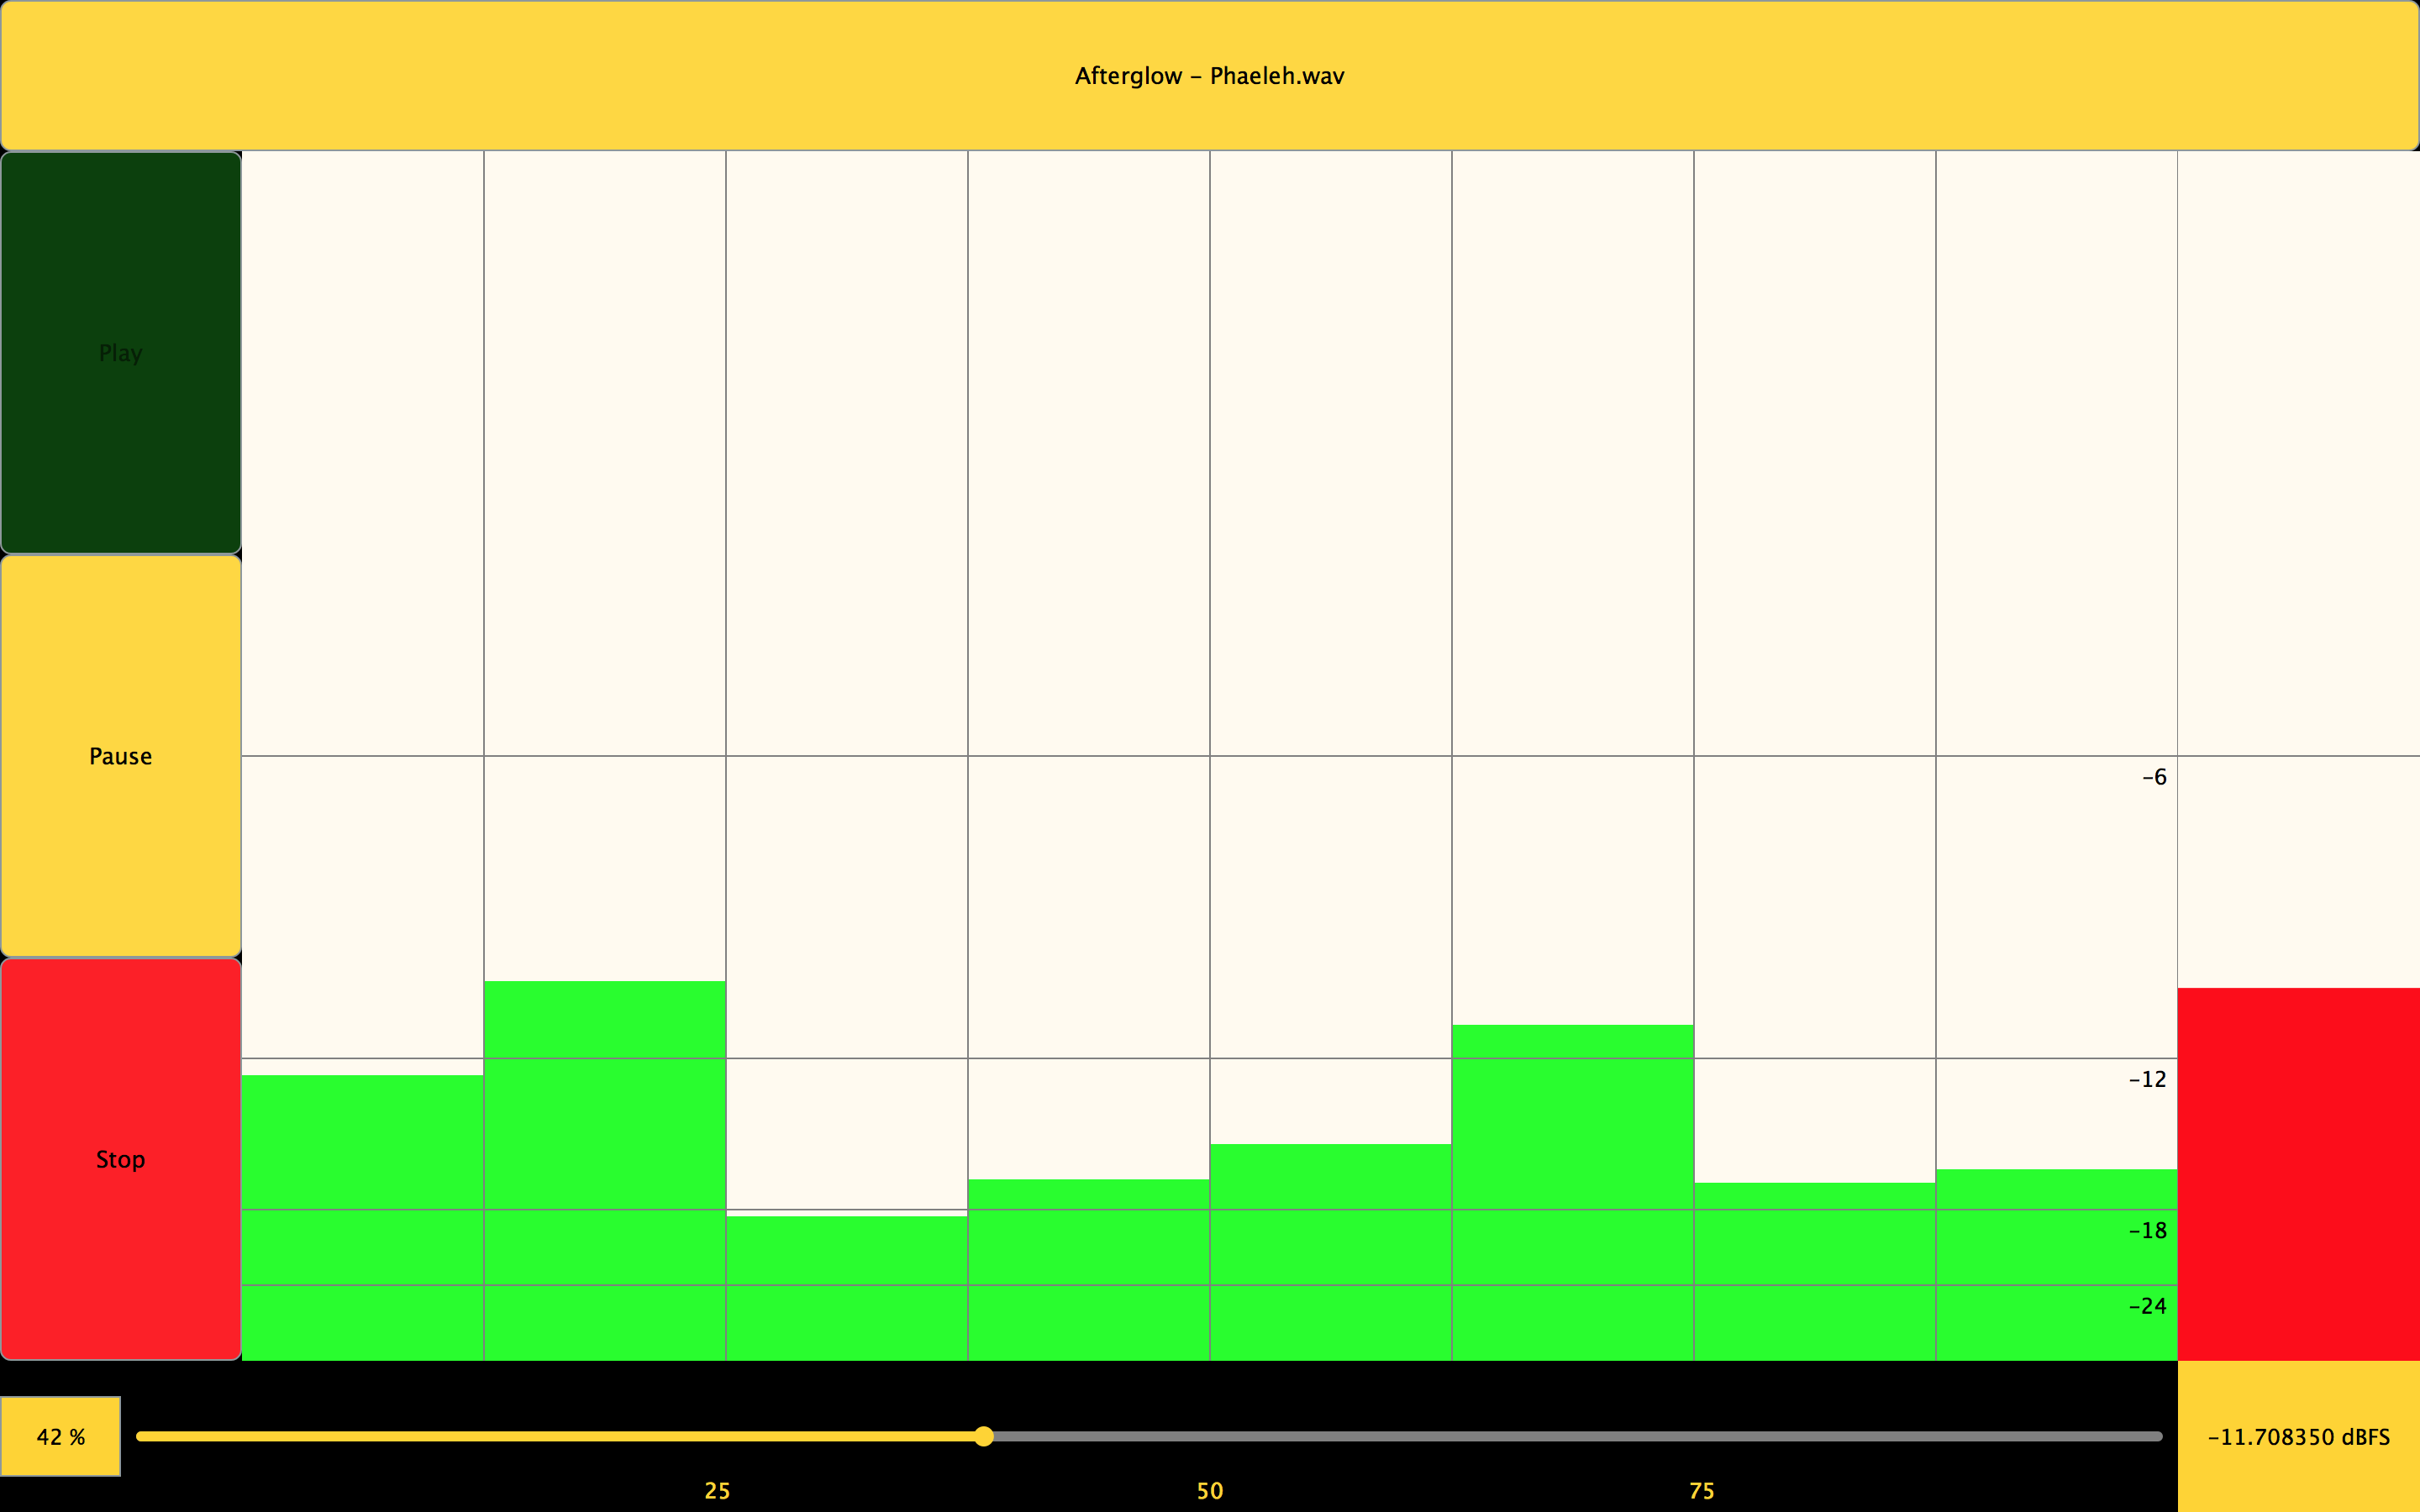 Afterglow – Phaeleh.wav
Play
Pause
Stop
−6
−12
−18
−24
42 %
−11.708350 dBFS
25 50 75